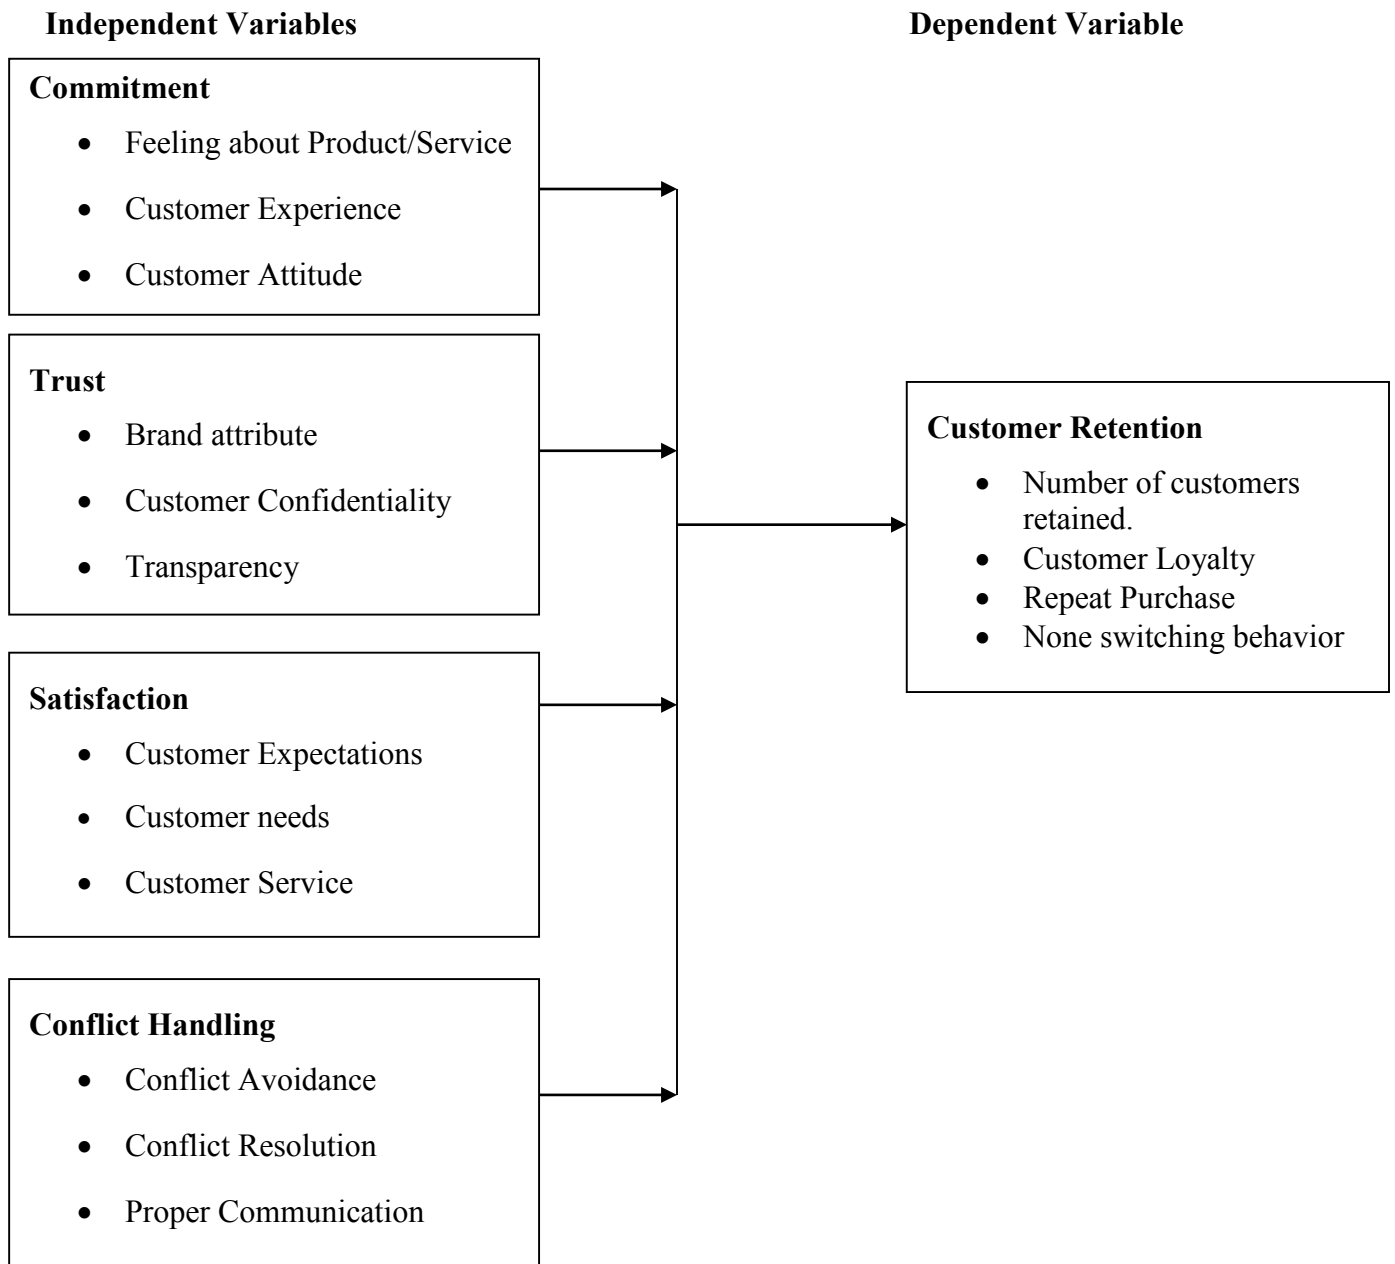 Independent Variables
Dependent Variable
Commitment
• Feeling about Product/Service
• Customer Experience
• Customer Attitude
Trust
• Brand attribute
• Customer Confidentiality
• Transparency
Satisfaction
• Customer Expectations
• Customer needs
• Customer Service
Conflict Handling
• Conflict Avoidance
• Conflict Resolution
• Proper Communication
Customer Retention
• Number of customers
retained.
• Customer Loyalty
• Repeat Purchase
• None switching behavior